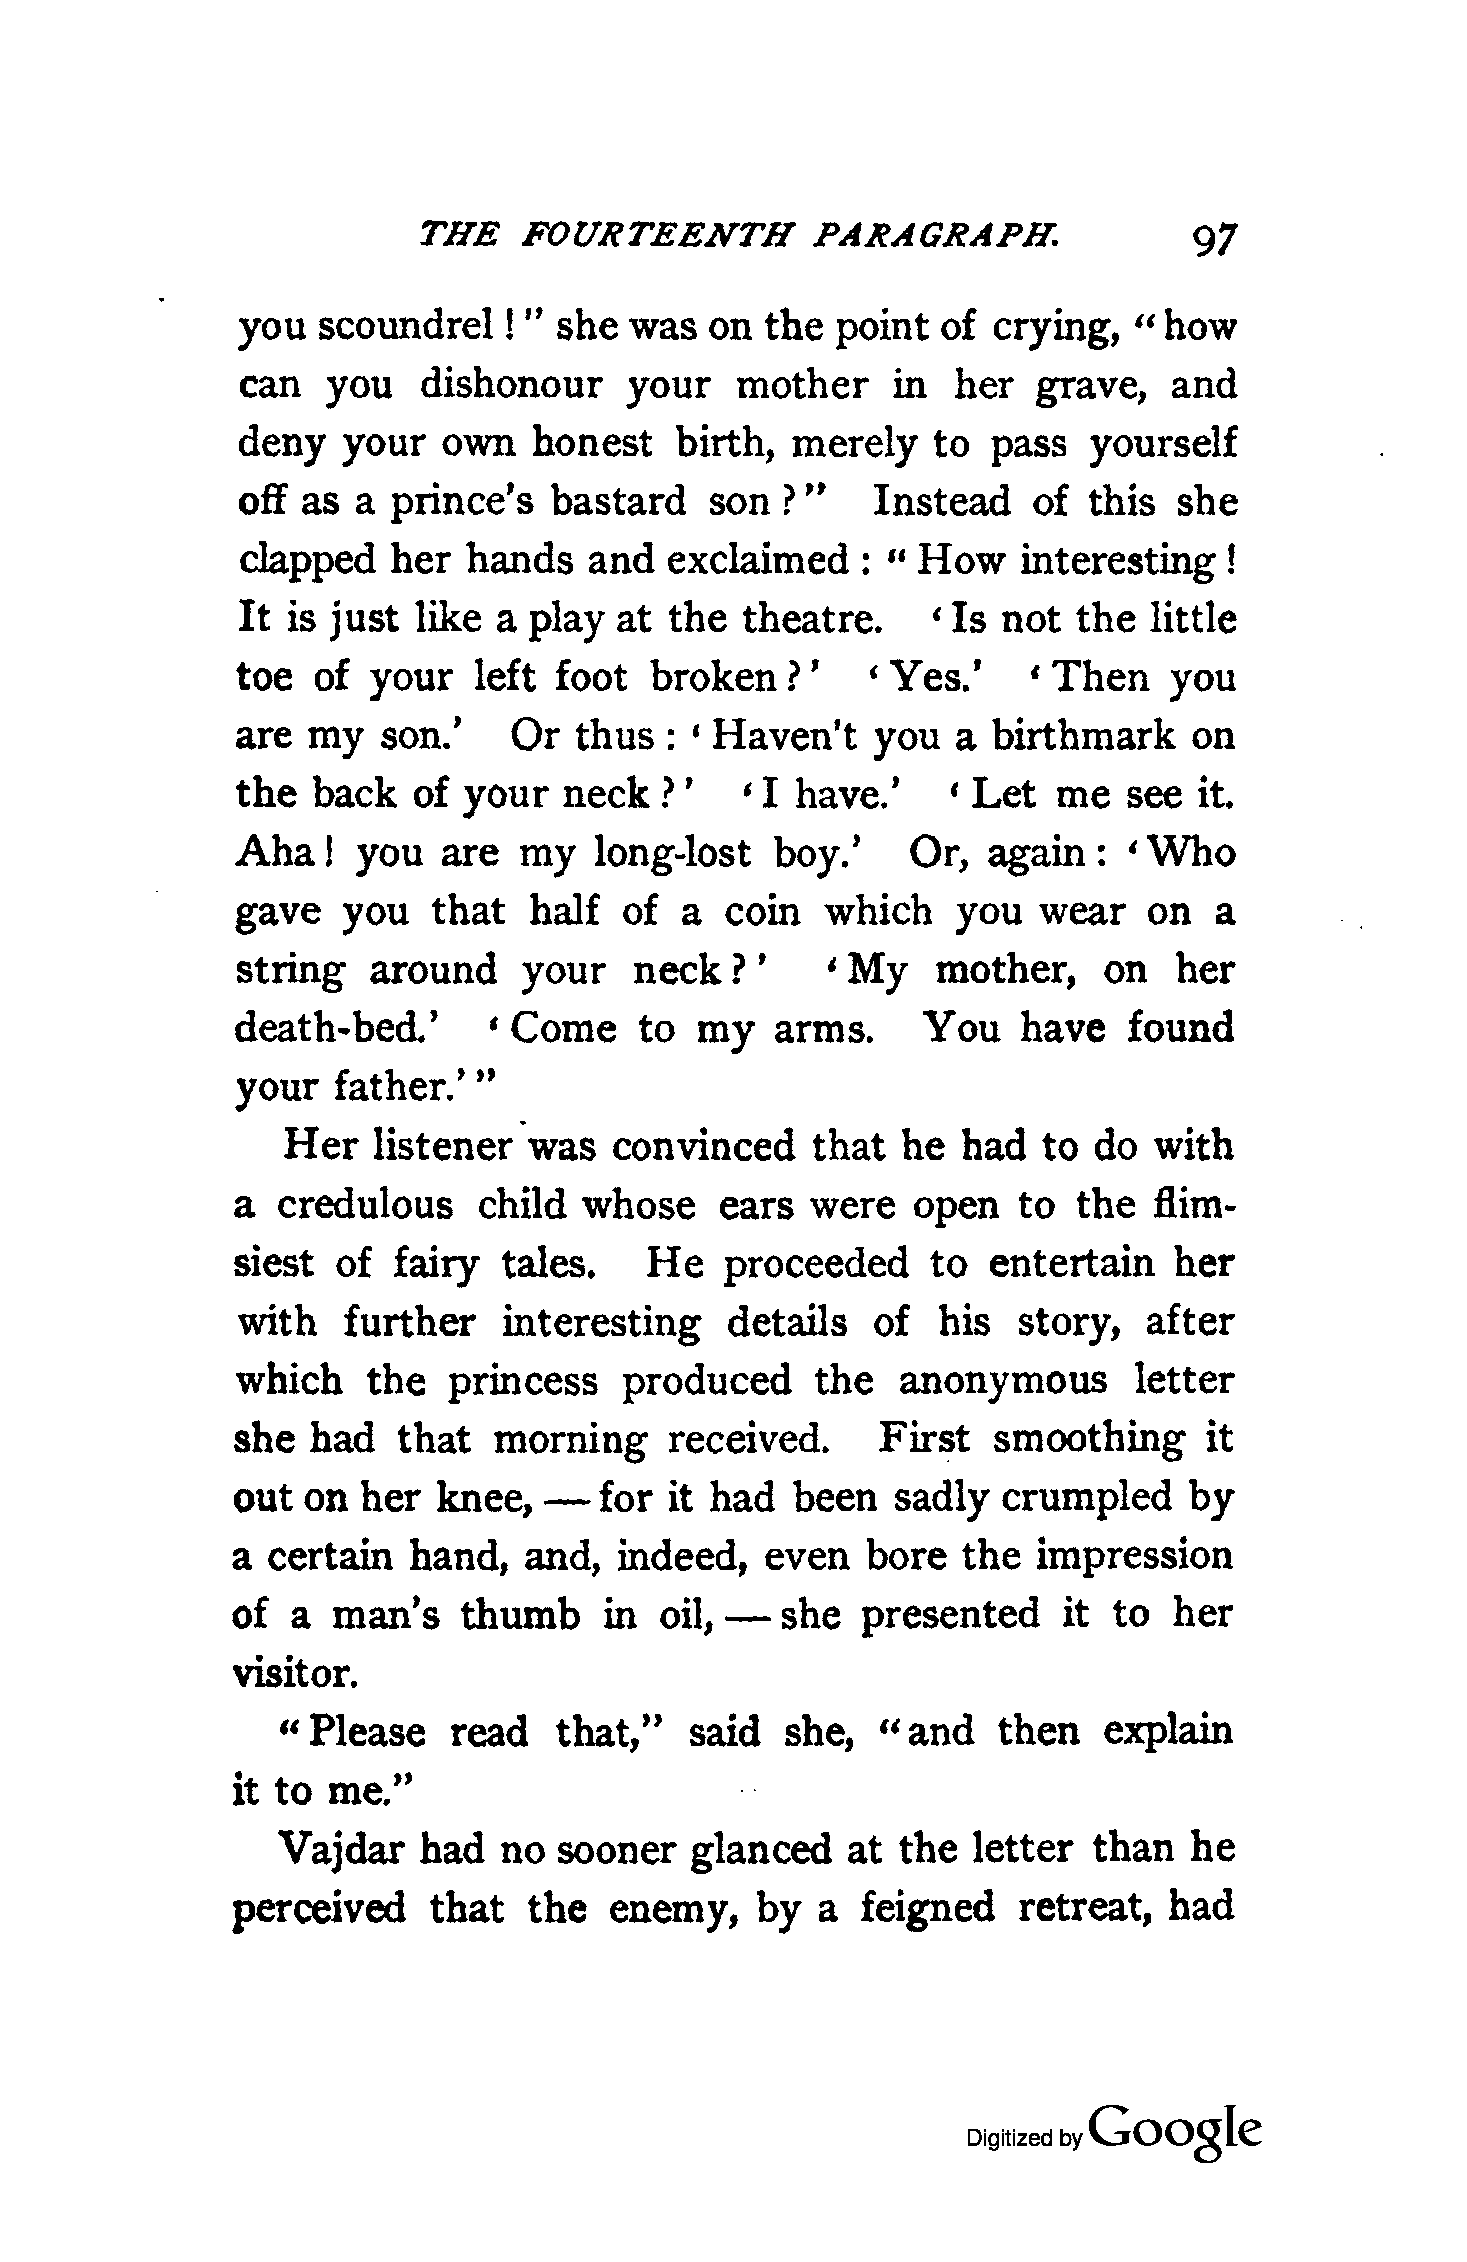 THE FOURTEENTH PARAGRAPH. 97
you scoundrel ! " she was on the point of crying, " how
can you dishonour your mother in her grave, and
deny your own honest birth, merely to pass yourself
off as a prince's bastard son ? " Instead of this she
clapped her hands and exclaimed : " How interesting !
It is just like a play at the theatre. ' Is not the little
toe of your left foot broken ? ' ' Yes.' ' Then you
are my son.' Or thus : ' Haven't you a birthmark on
the back of your neck ? ' ' I have.' ' Let me see it.
Aha ! you are my long-lost boy.' Or, again : ' Who
gave you that half of a coin which you wear on a
string around your neck ? ' ' My mother, on her
death-bed.' ' Come to my arms. You have found
your father.' "
Her listener was convinced that he had to do with
a credulous child whose ears were open to the flim-
siest of fairy tales. He proceeded to entertain her
with further interesting details of his story, after
which the princess produced the anonymous letter
she had that morning received. First smoothing it
out on her knee, — for it had been sadly crumpled by
a certain hand, and, indeed, even bore the impression
of a man's thumb in oil, — she presented it to her
visitor.
" Please read that," said she, " and then explain
it to me."
Vajdar had no sooner glanced at the letter than he
perceived that the enemy, by a feigned retreat, had
Digitized by Google